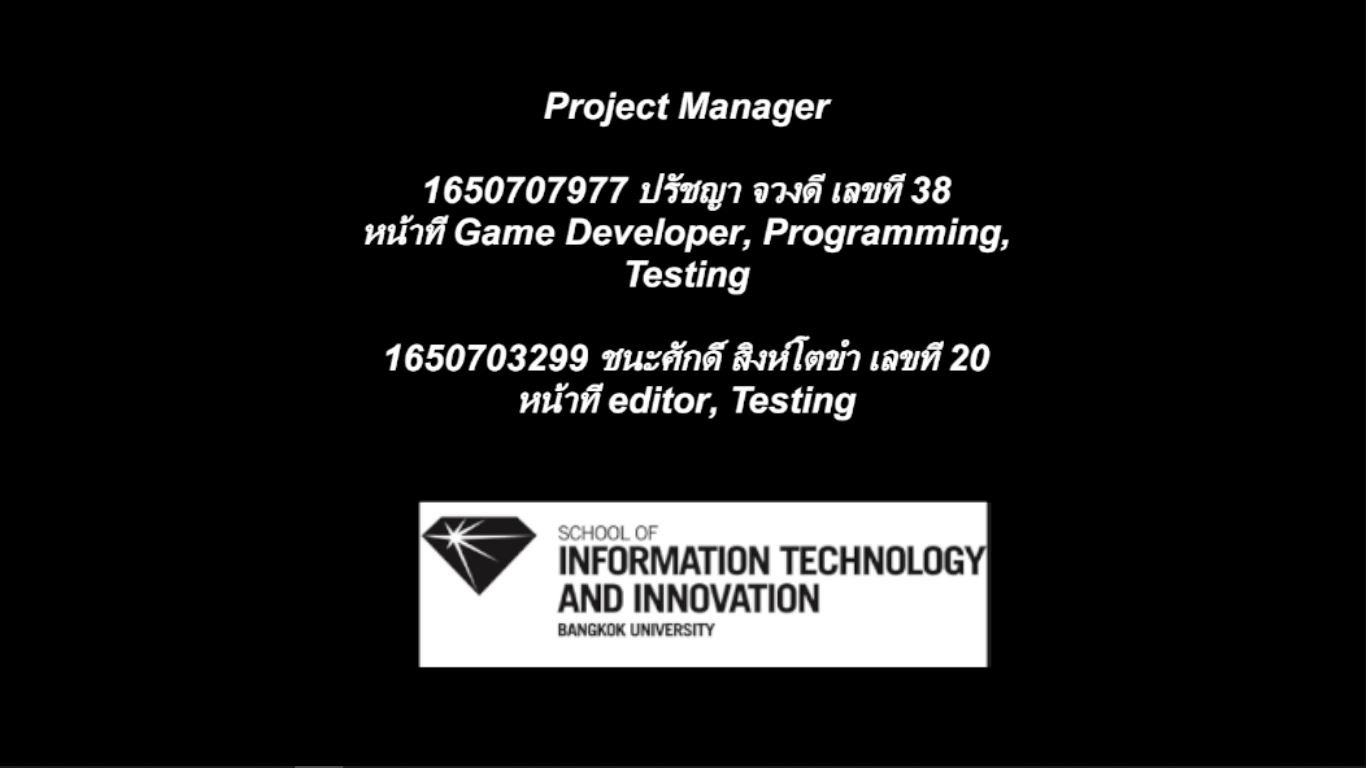 Project Manager
1650707977 ปรัชญา จวงดี เลขที่ 38
หน้าที่ Game Developer, Programming,
Testing
1650703299 ชนะศักดิ์ สิงห์โตขำ เลขที่ 20
หน้าที่ editor, Testing
SCHOOL OF
INFORMATION TECHNOLOGY
AND INNOVATION
BANGKOK UNIVERSITY